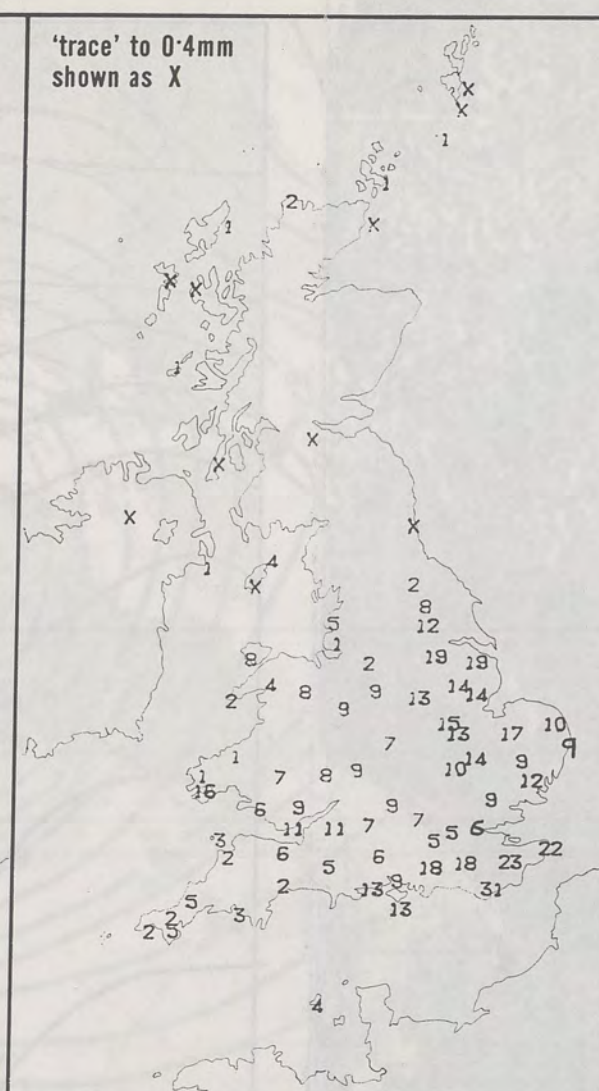 'trace' to 0·4mm
shown as X
X
X
1
1
2
X
1
X X
1
X
X
X
X
1 4
X
2
8
5 12
1
8 2 19 19
4 8 9 14
2 9 13 14
15 10
13 17
7 9
1 14 9
1 7 8 9 10 12
16
6 9 9 9
11 11 7 7 5 6
3 5
2 6 5 6 18 18 23 22
2 13 9 31
5 13
2 3
2 3
4